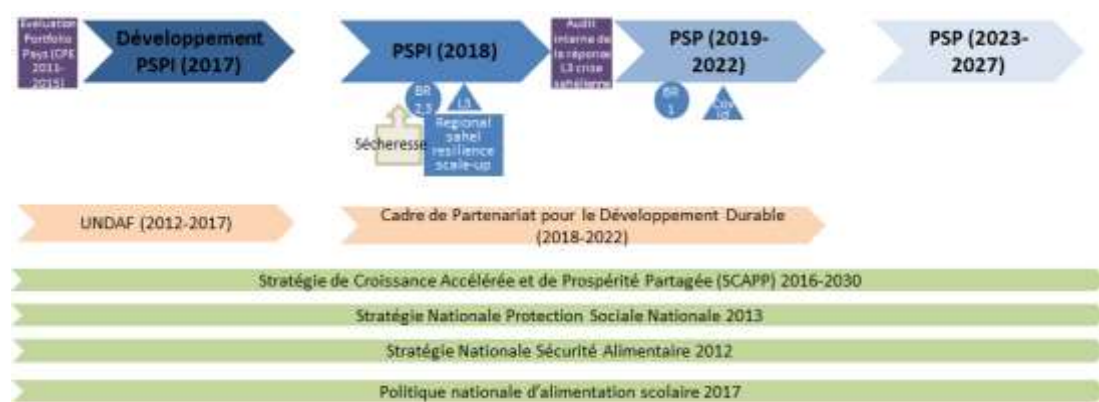 Evaluation
Portfolio
Pays (CPE
2011-
2015)
Développement
PSPI (2017)
PSPI (2018)
Audit
interne de
la réponse
L3 crise
sahélienne
PSP (2019-
2022)
PSP (2023-
2027)
BR
2,3
L3
BR
1
Cov
id
Sécheresse
Regional
sahel
resilience
scale-up
UNDAF (2012-2017)
Cadre de Partenariat pour le Développement Durable
(2018-2022)
Stratégie de Croissance Accélérée et de Prospérité Partagée (SCAPP) 2016-2030
Stratégie Nationale Protection Sociale Nationale 2013
Stratégie Nationale Sécurité Alimentaire 2012
Politique nationale d'alimentation scolaire 2017